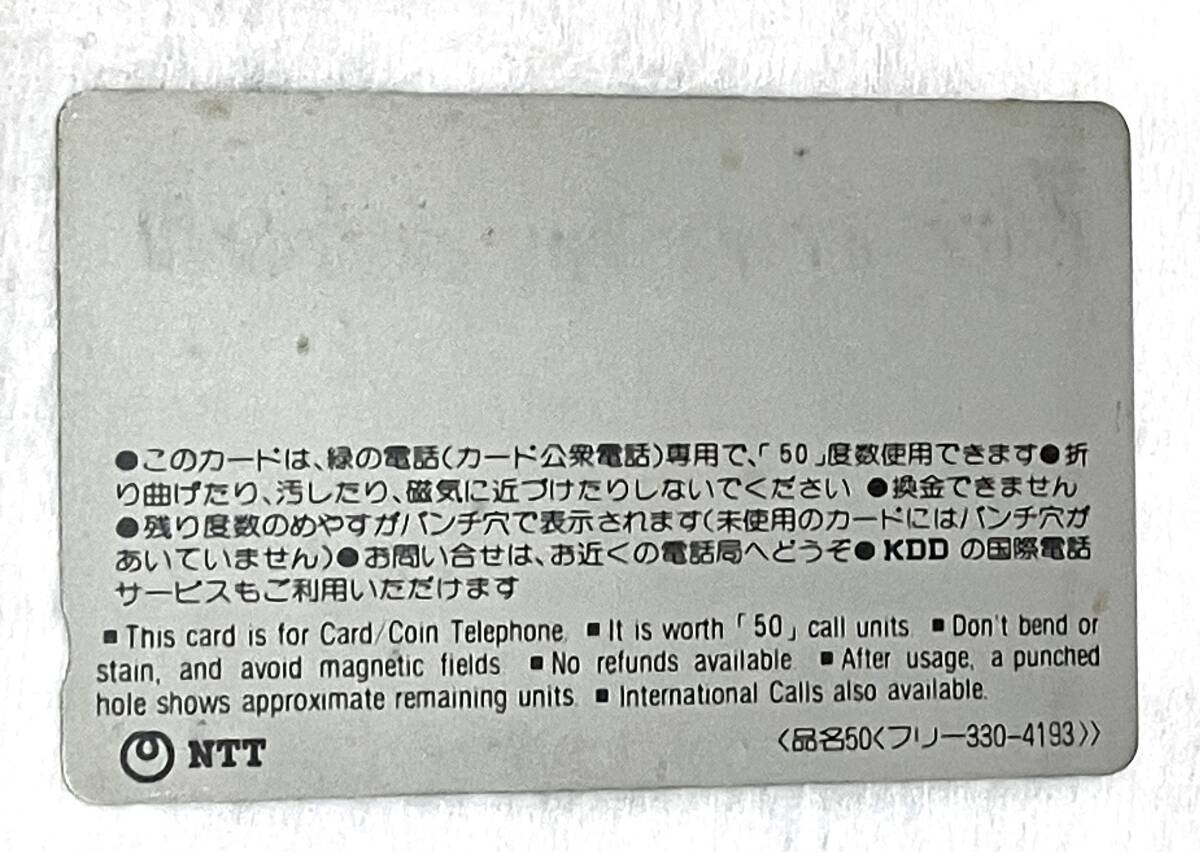 ●このカードは、緑の電話(カード公衆電話)専用で、「50」度数使用できます●折
り曲げたり、汚したり、磁気に近づけたりしないでください ●換金できません
●残り度数のめやすがパンチ穴で表示されます(未使用のカードにはパンチ穴が
あいていません)●お問い合せは、お近くの電話局へどうぞ● KDD の国際電話
サービスもご利用いただけます
■This card is for Card/Coin Telephone. ■It is worth「50」call units. ■Don't bend or
stain, and avoid magnetic fields. ■No refunds available. ■After usage, a punched
hole shows approximate remaining units. ■International Calls also available.
NTT
〈品名50〈フリー330-4193〉〉